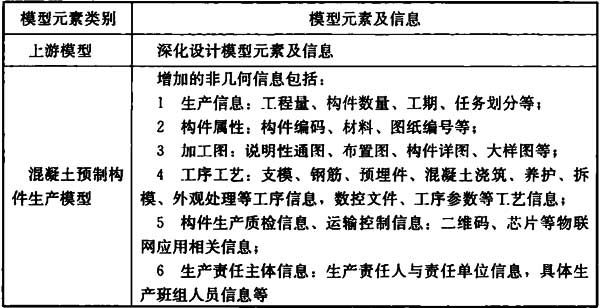 模型元素类别 模型元素及信息
上游模型 深化设计模型元素及信息
混凝土预制构件生产模型
增加的非几何信息包括：
1 生产信息：工程量、构件数量、工期、任务划分等；
2 构件属性：构件编码、材料、图纸编号等；
3 加工图：说明性通图、布置图、构件详图、大样图等；
4 工序工艺：支模、钢筋、预埋件、混凝土浇筑、养护、拆
模、外观处理等工序信息，数控文件、工序参数等工艺信息；
5 构件生产质检信息、运输控制信息：二维码、芯片等物联
网应用相关信息；
6 生产责任主体信息：生产责任人与责任单位信息，具体生
产班组人员信息等